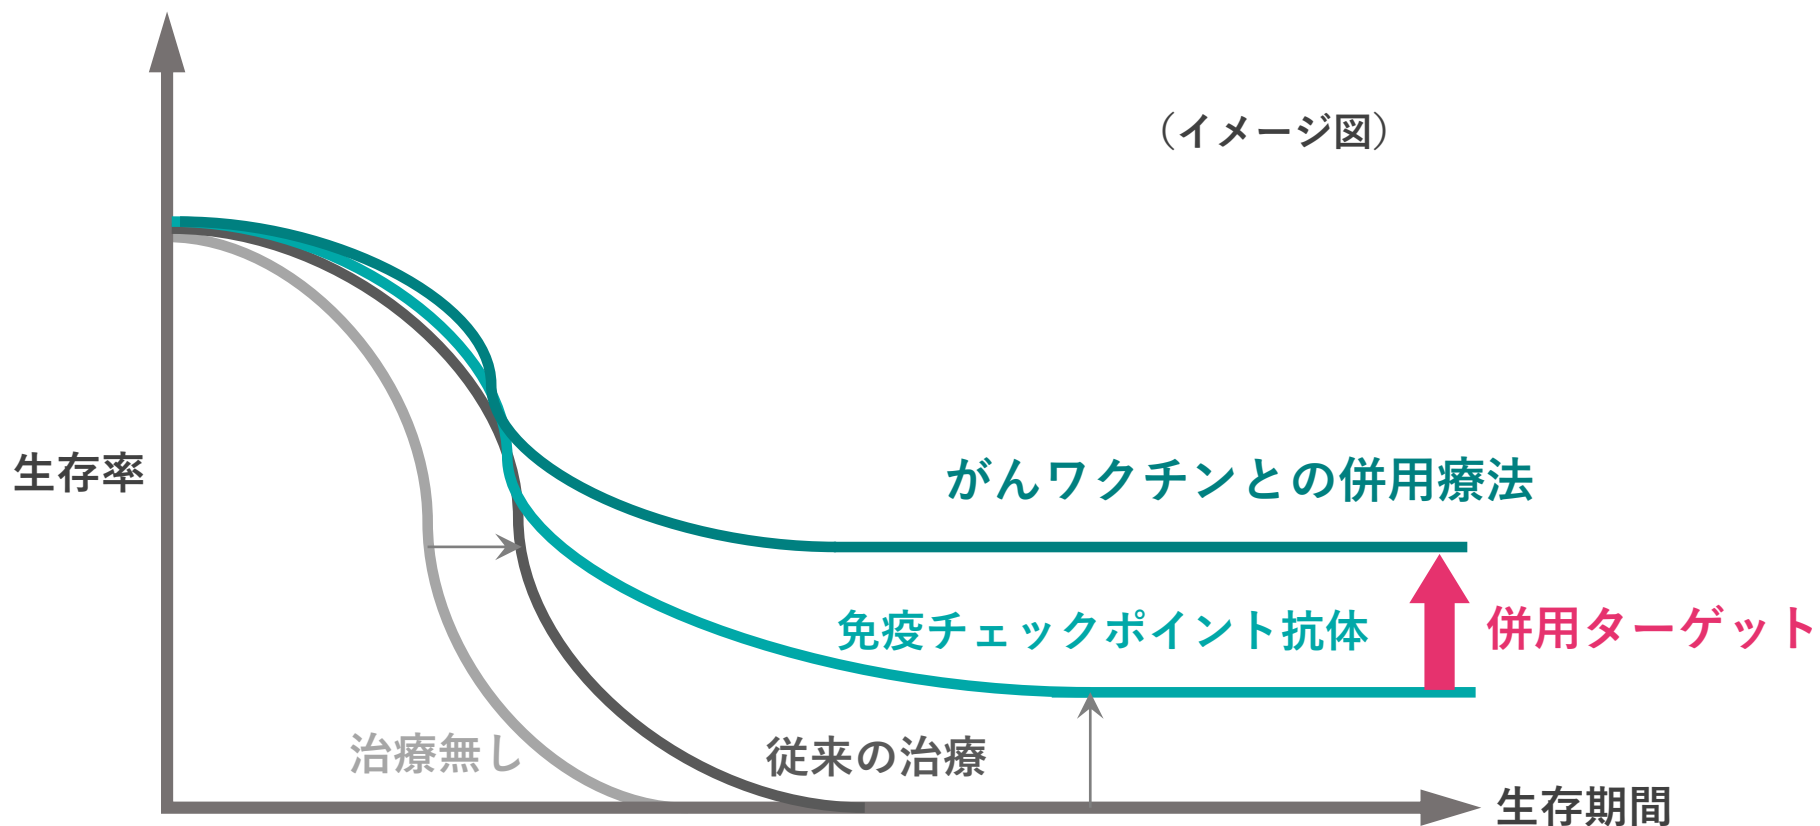 （イメージ図）
生存率
がんワクチンとの併用療法
免疫チェックポイント抗体
併用ターゲット
治療無し
従来の治療
生存期間